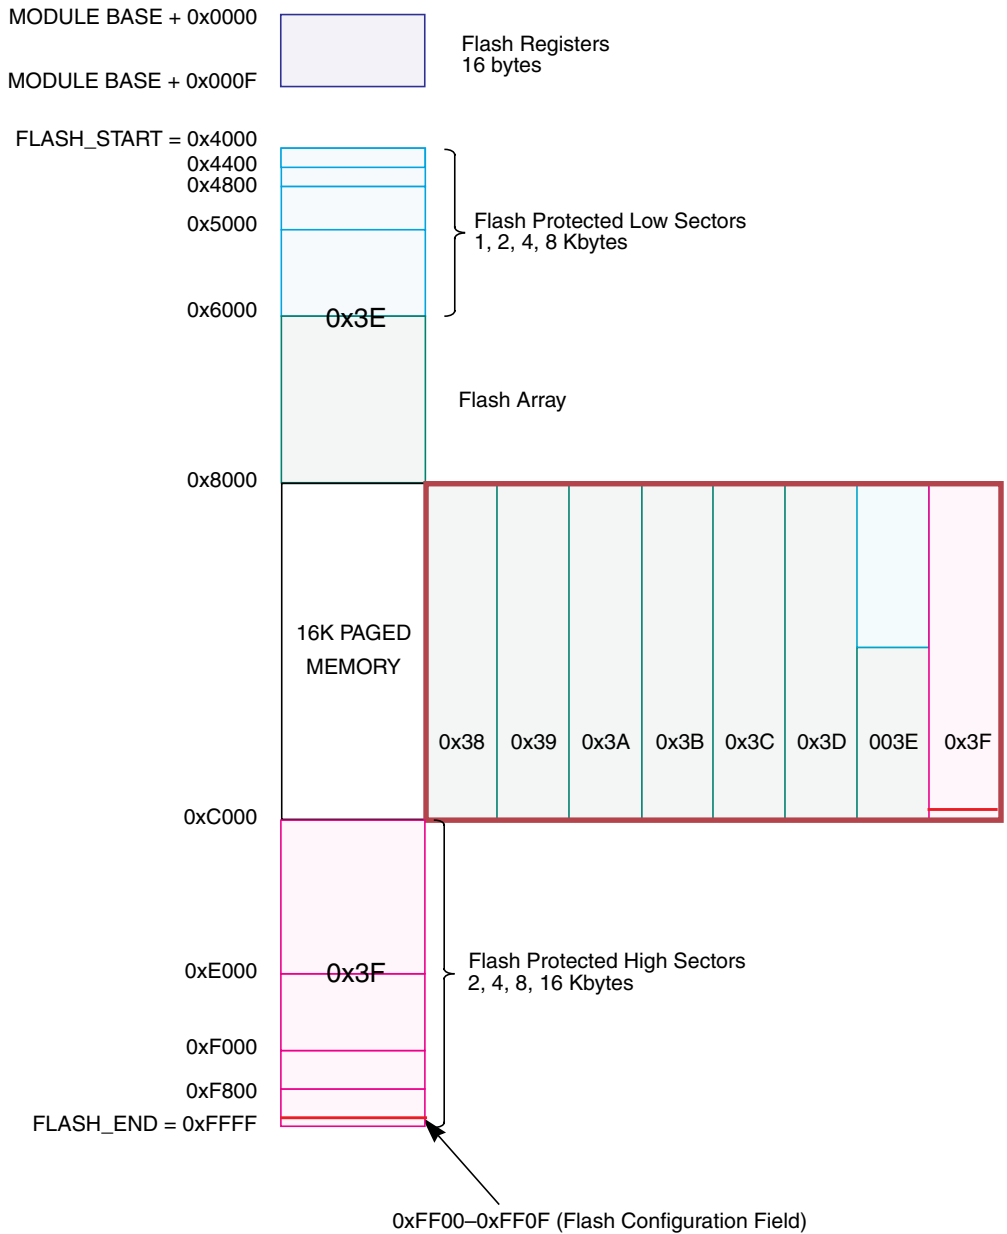 MODULE BASE + 0x0000
Flash Registers
16 bytes
MODULE BASE + 0x000F
FLASH_START = 0x4000
0x4400
0x4800
0x5000
Flash Protected Low Sectors
1, 2, 4, 8 Kbytes
0x6000
0x3E
Flash Array
0x8000
16K PAGED
MEMORY
0x38 0x39 0x3A 0x3B 0x3C 0x3D 003E 0x3F
0xC000
0xE000
0x3F
Flash Protected High Sectors
2, 4, 8, 16 Kbytes
0xF000
0xF800
FLASH_END = 0xFFFF
0xFF00–0xFF0F (Flash Configuration Field)